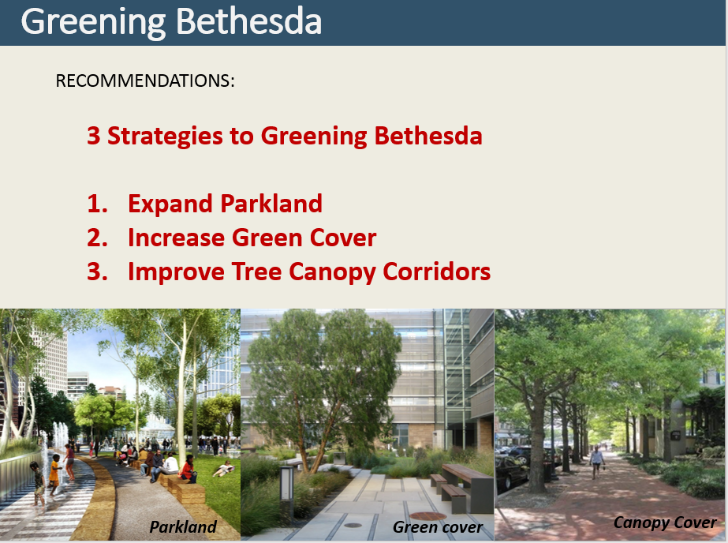 Greening Bethesda
RECOMMENDATIONS:
3 Strategies to Greening Bethesda
1. Expand Parkland
2. Increase Green Cover
3. Improve Tree Canopy Corridors
Parkland
Green cover
Canopy Cover